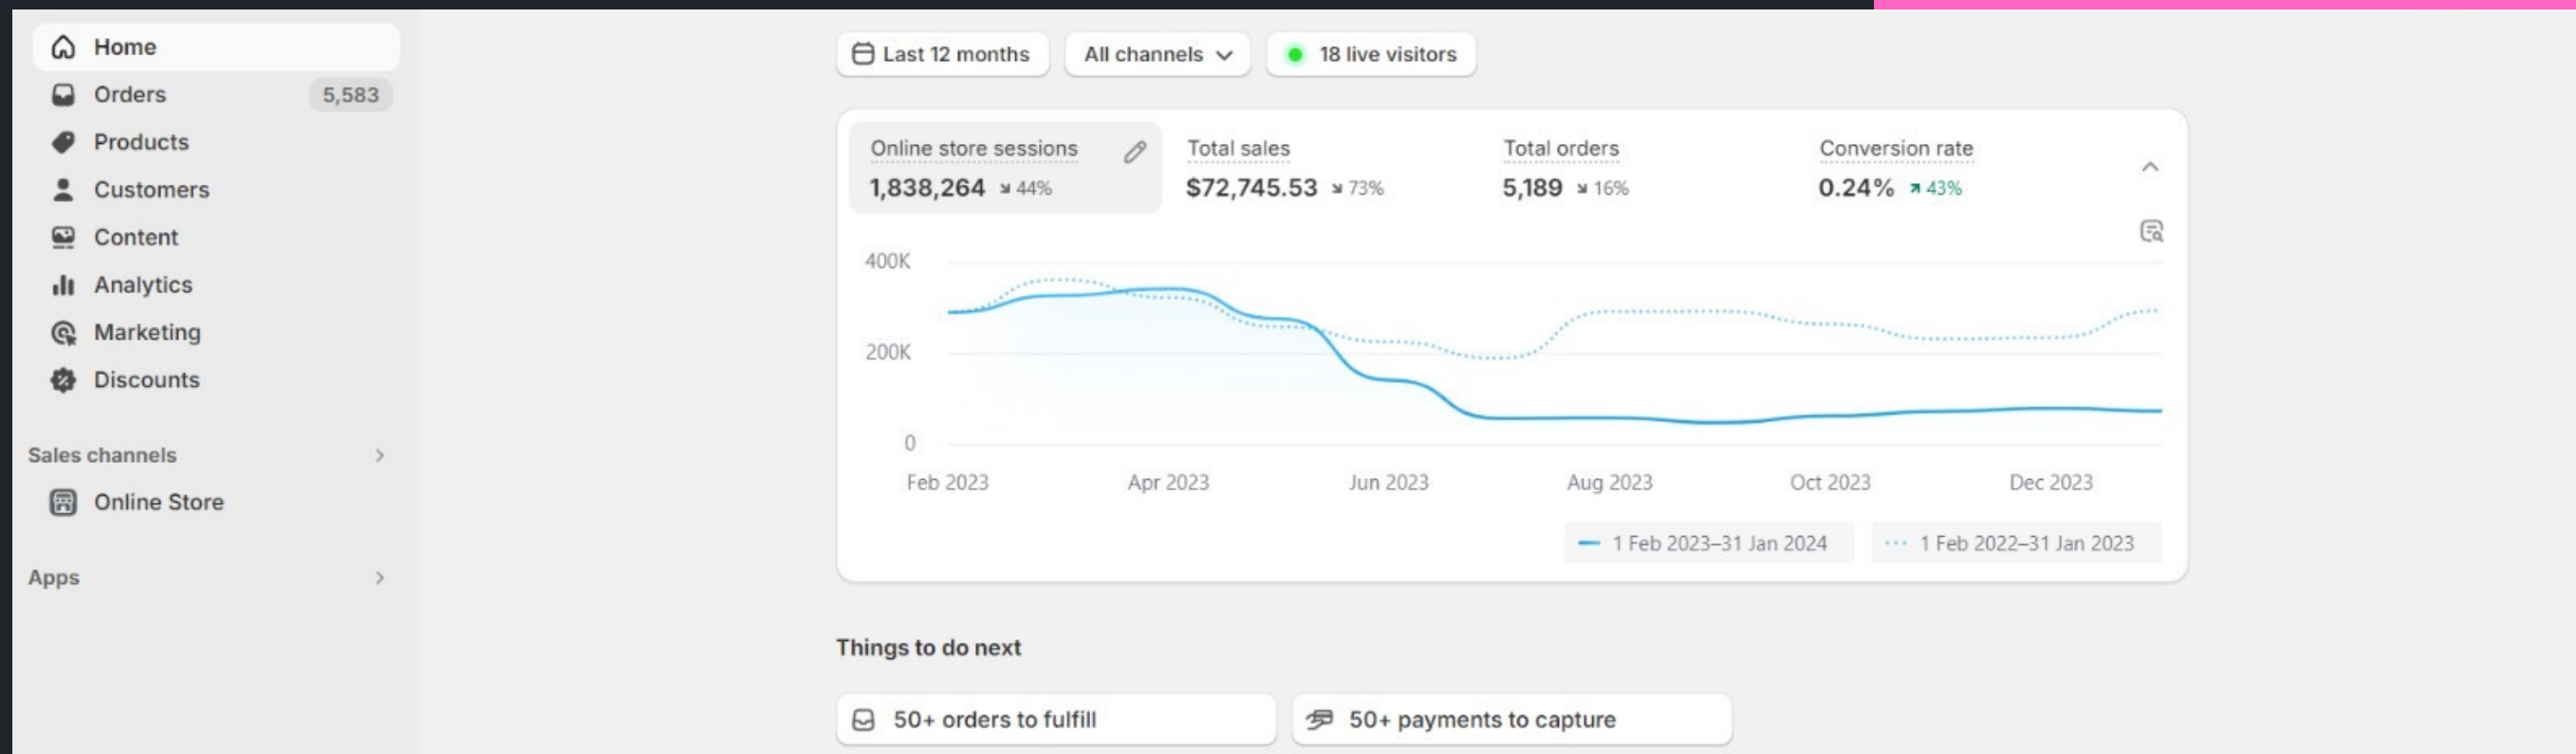 Home
Orders 5,583
Products
Customers
Content
Analytics
Marketing
Discounts
Sales channels
Online Store
Apps
Last 12 months All channels 18 live visitors
Online store sessions Total sales Total orders Conversion rate
1,838,264 44% $72,745.53 73% 5,189 16% 0.24% 43%
400K
200K
0
Feb 2023 Apr 2023 Jun 2023 Aug 2023 Oct 2023 Dec 2023
1 Feb 2023–31 Jan 2024 1 Feb 2022–31 Jan 2023
Things to do next
50+ orders to fulfill 50+ payments to capture